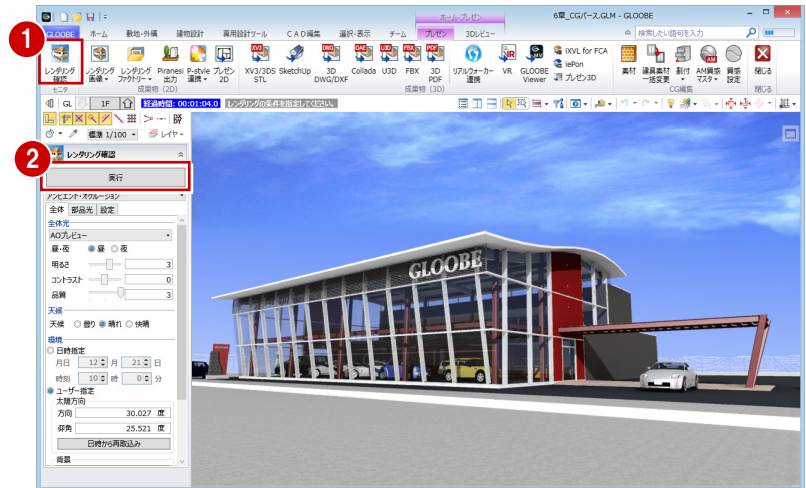 ホーム-プレゼン
6章_CGパース.GLM - GLOOBE
1
GLOOBE ホーム 敷地・外構 建物設計 専用設計ツール CAD編集 選択・表示 チーム プレゼン 3Dレビュー 検索したい語句を入力
レンダリング確認
レンダリング画像
レンダリングファクトリー
Piranesi出力
P-style連携
プレゼン2D
XV3/3DS STL
SketchUp
3D DWG/DXF
Collada
U3D
FBX
3D PDF
リアルウォーカー連携
VR
GLOOBE Viewer
iXVL for FCA
iePon
プレゼン3D
素材
建具素材一括変更
割付
AM質感マスタ
質感設定
閉じる
モニタ 成果物 (2D) 成果物 (3D) CG編集 閉じる
GL 1F 経過時間: 00:01:04.0 レンダリングの条件を指定してください。
標準 1/100 レイヤ
2
レンダリング確認
実行
アンビエント・オクルージョン
全体 部品光 設定
全体光
AOプレビュー
昼・夜 昼 夜
明るさ 3
コントラスト 0
品質 3
天候
天候 曇り 晴れ 快晴
環境
日時指定
月日 12 月 21 日
時刻 10 時 0 分
ユーザー指定
太陽方向
方向 30.027 度
仰角 25.521 度
日時から再取込み
背景
GLOOBE